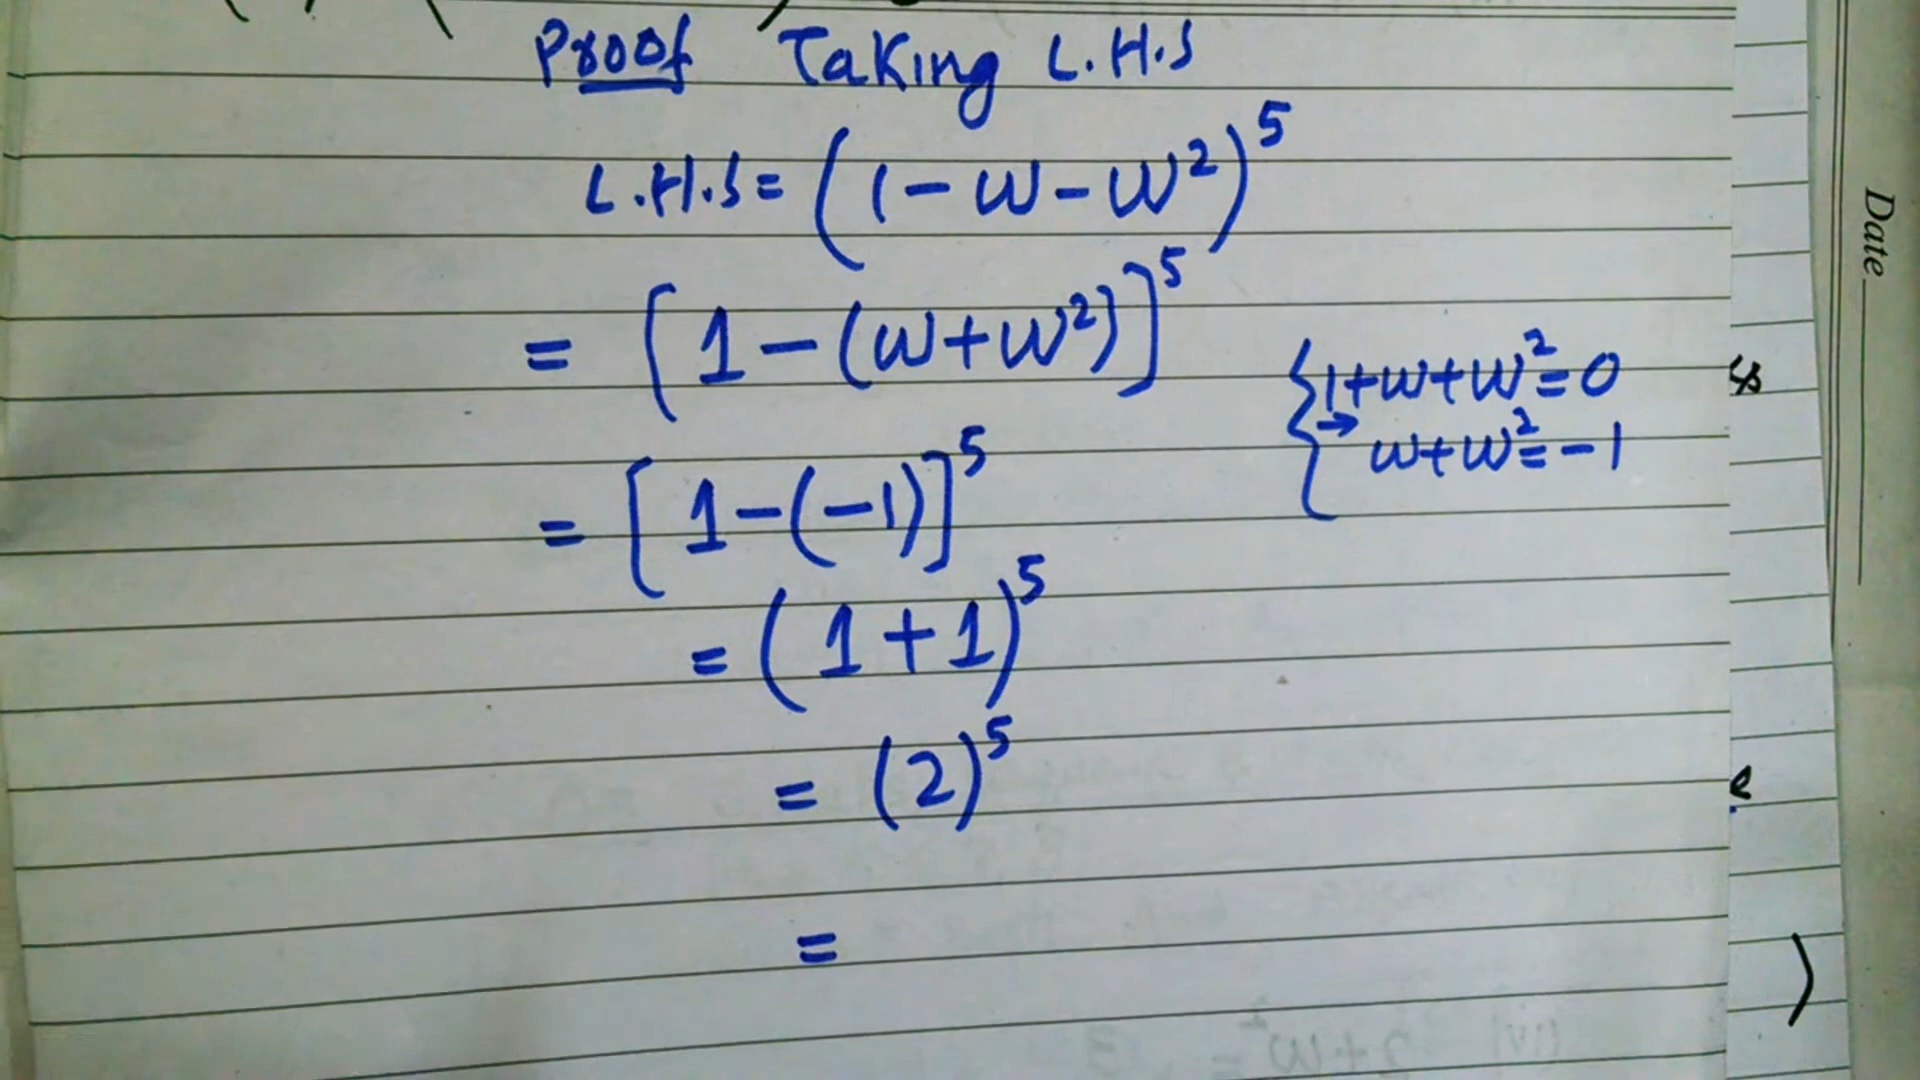 Proof Taking L.H.S
L.H.S = (1 - ω - ω²)⁵
= [1 - (ω + ω²)]⁵
{1 + ω + ω² = 0
→ ω + ω² = -1
= [1 - (-1)]⁵
= (1 + 1)⁵
= (2)⁵
=
Date